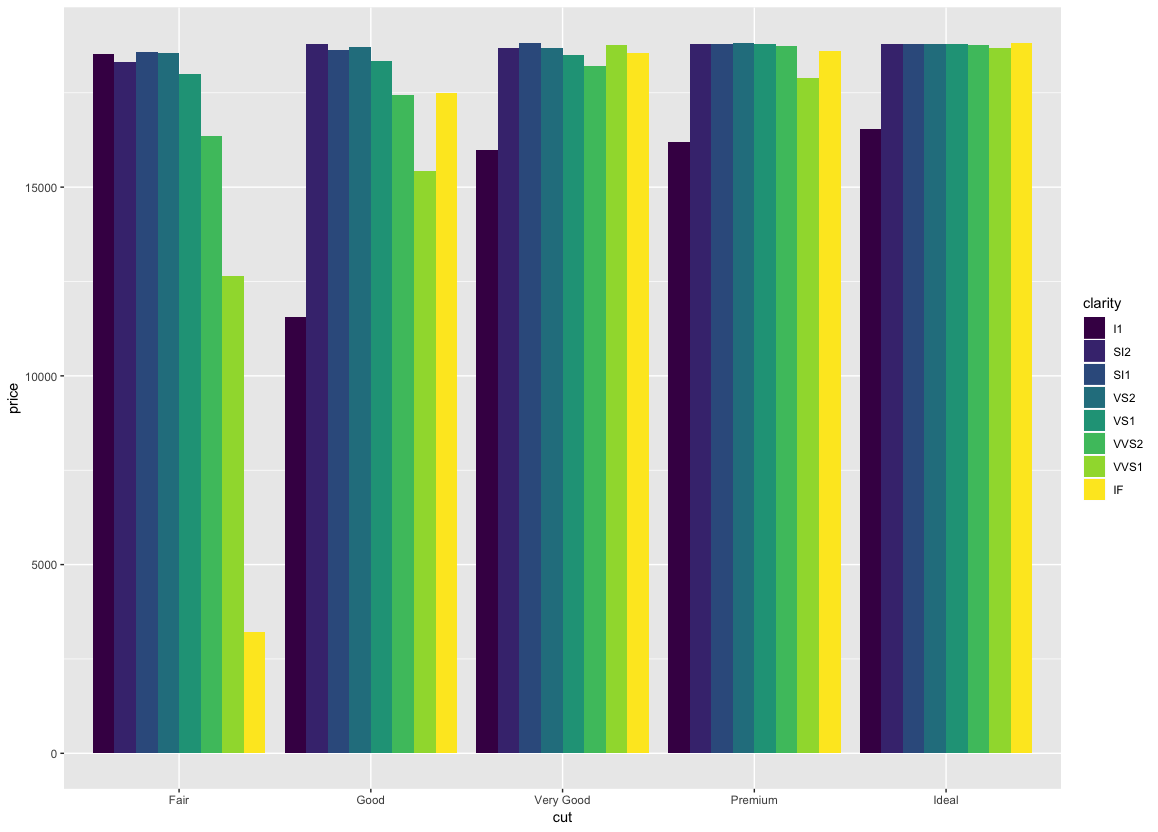 price
15000
10000
5000
0
Fair
Good
Very Good
Premium
Ideal
cut
clarity
I1
SI2
SI1
VS2
VS1
VVS2
VVS1
IF